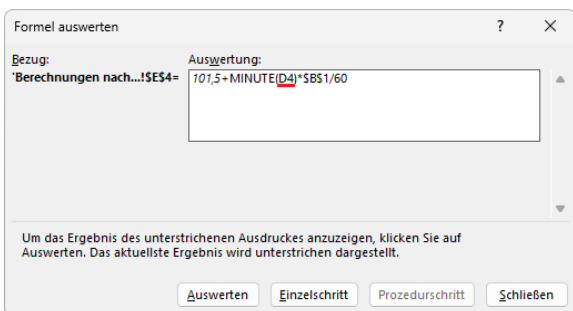 Formel auswerten ? ×
Bezug: Auswertung:
'Berechnungen nach...!$E$4= 101,5+MINUTE(D4)*$B$1/60
Um das Ergebnis des unterstrichenen Ausdruckes anzuzeigen, klicken Sie auf
Auswerten. Das aktuellste Ergebnis wird unterstrichen dargestellt.
Auswerten Einzelschritt Prozedurschritt Schließen